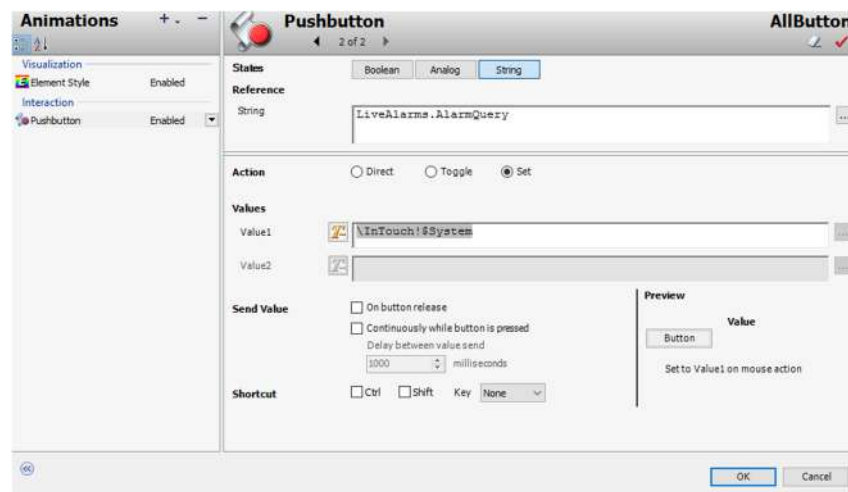 Animations
Visualization
Element Style Enabled
Interaction
Pushbutton Enabled
Pushbutton
AllButton
2 of 2
States Boolean Analog String
Reference
String LiveAlarms.AlarmQuery
Action Direct Toggle Set
Values
Value1 \InTouch!$System
Value2
Send Value On button release
Continuously while button is pressed
Delay between value send
1000 milliseconds
Shortcut Ctrl Shift Key None
Preview
Value
Button
Set to Value1 on mouse action
OK Cancel